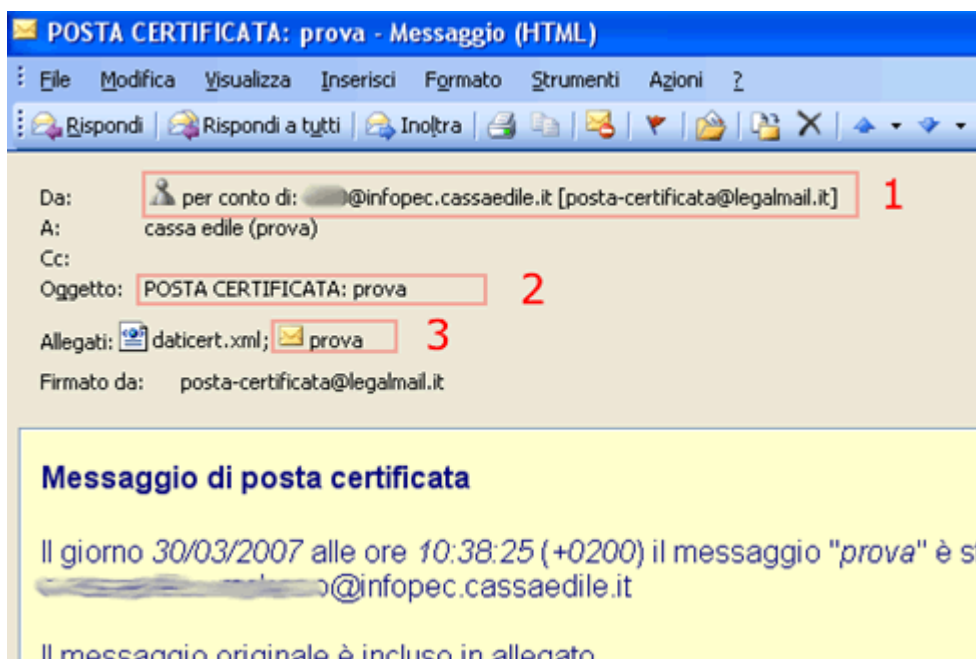 POSTA CERTIFICATA: prova - Messaggio (HTML)
File Modifica Visualizza Inserisci Formato Strumenti Azioni ?
Rispondi Rispondi a tutti Inoltra
Da: per conto di: @infopec.cassaedile.it [posta-certificata@legalmail.it] 1
A: cassa edile (prova)
Cc:
Oggetto: POSTA CERTIFICATA: prova 2
Allegati: daticert.xml; prova 3
Firmato da: posta-certificata@legalmail.it
Messaggio di posta certificata
Il giorno 30/03/2007 alle ore 10:38:25 (+0200) il messaggio "prova" è
@infopec.cassaedile.it
Il messaggio originale è incluso in allegato